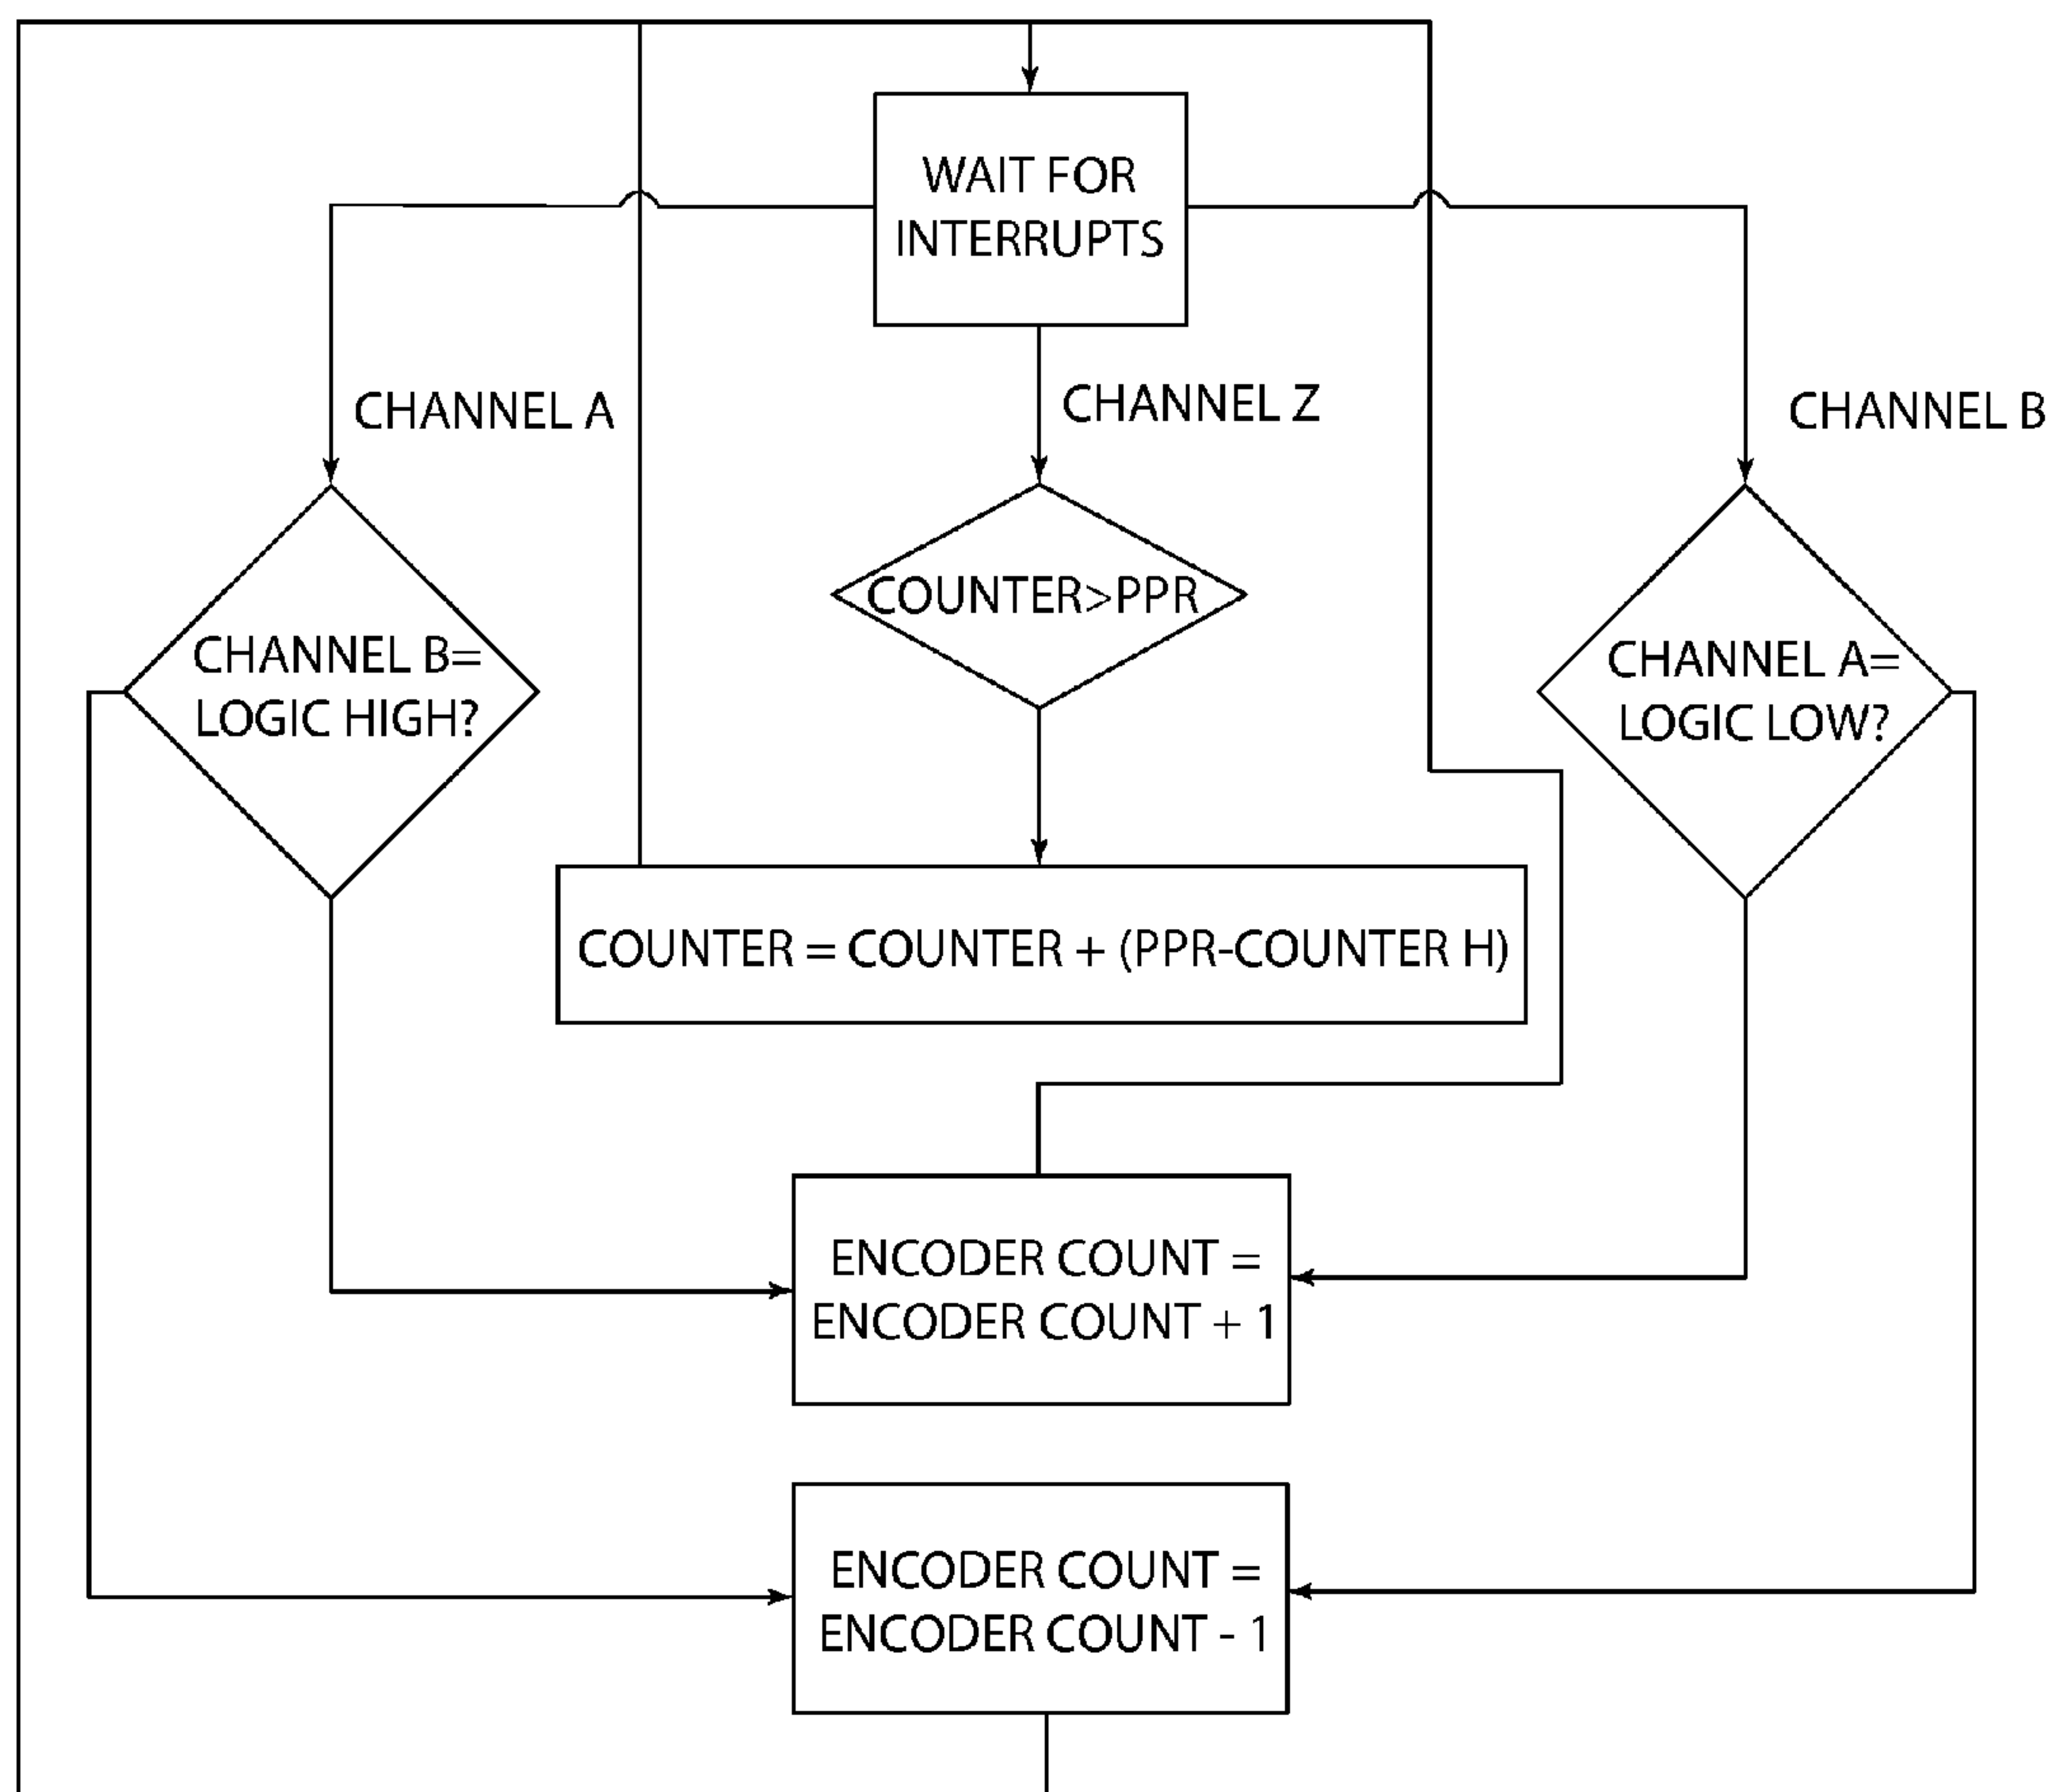 WAIT FOR
INTERRUPTS
CHANNEL A
CHANNEL Z
CHANNEL B
COUNTER>PPR
CHANNEL B=
LOGIC HIGH?
CHANNEL A=
LOGIC LOW?
COUNTER = COUNTER + (PPR-COUNTER H)
ENCODER COUNT =
ENCODER COUNT + 1
ENCODER COUNT =
ENCODER COUNT - 1